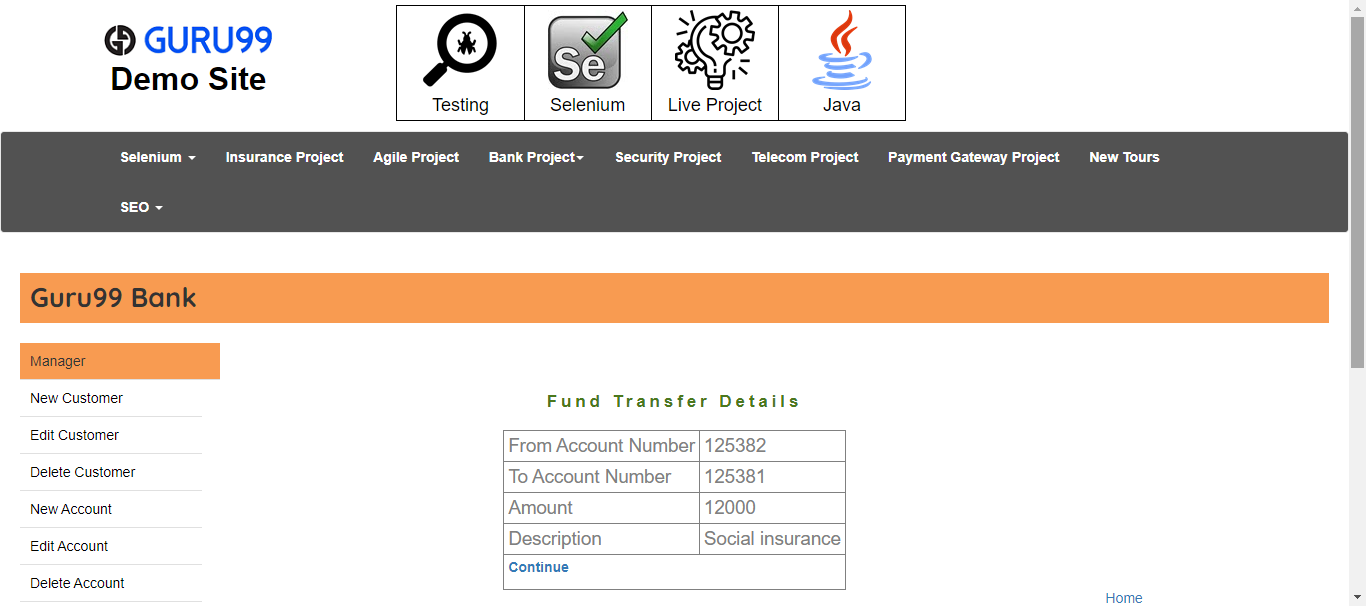 GURU99
Demo Site
Testing
Se
Selenium
Live Project
Java
Selenium
Insurance Project
Agile Project
Bank Project
Security Project
Telecom Project
Payment Gateway Project
New Tours
SEO
Guru99 Bank
Manager
New Customer
Edit Customer
Delete Customer
New Account
Edit Account
Delete Account
Fund Transfer Details
From Account Number 125382
To Account Number 125381
Amount 12000
Description Social insurance
Continue
Home